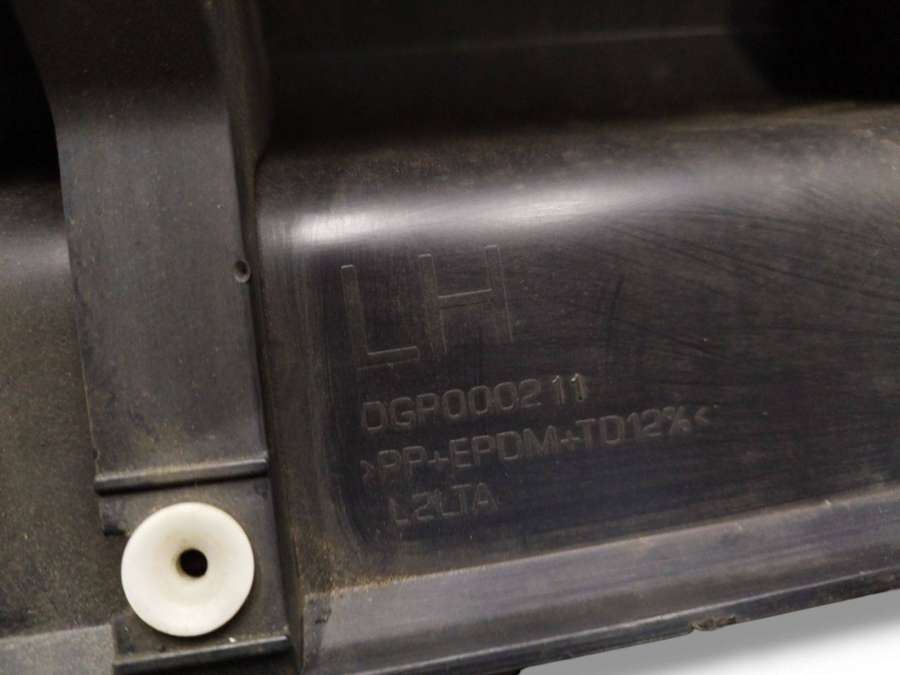 LH
DGP000211
>PP+EPDM+TD12%<
L2LTA